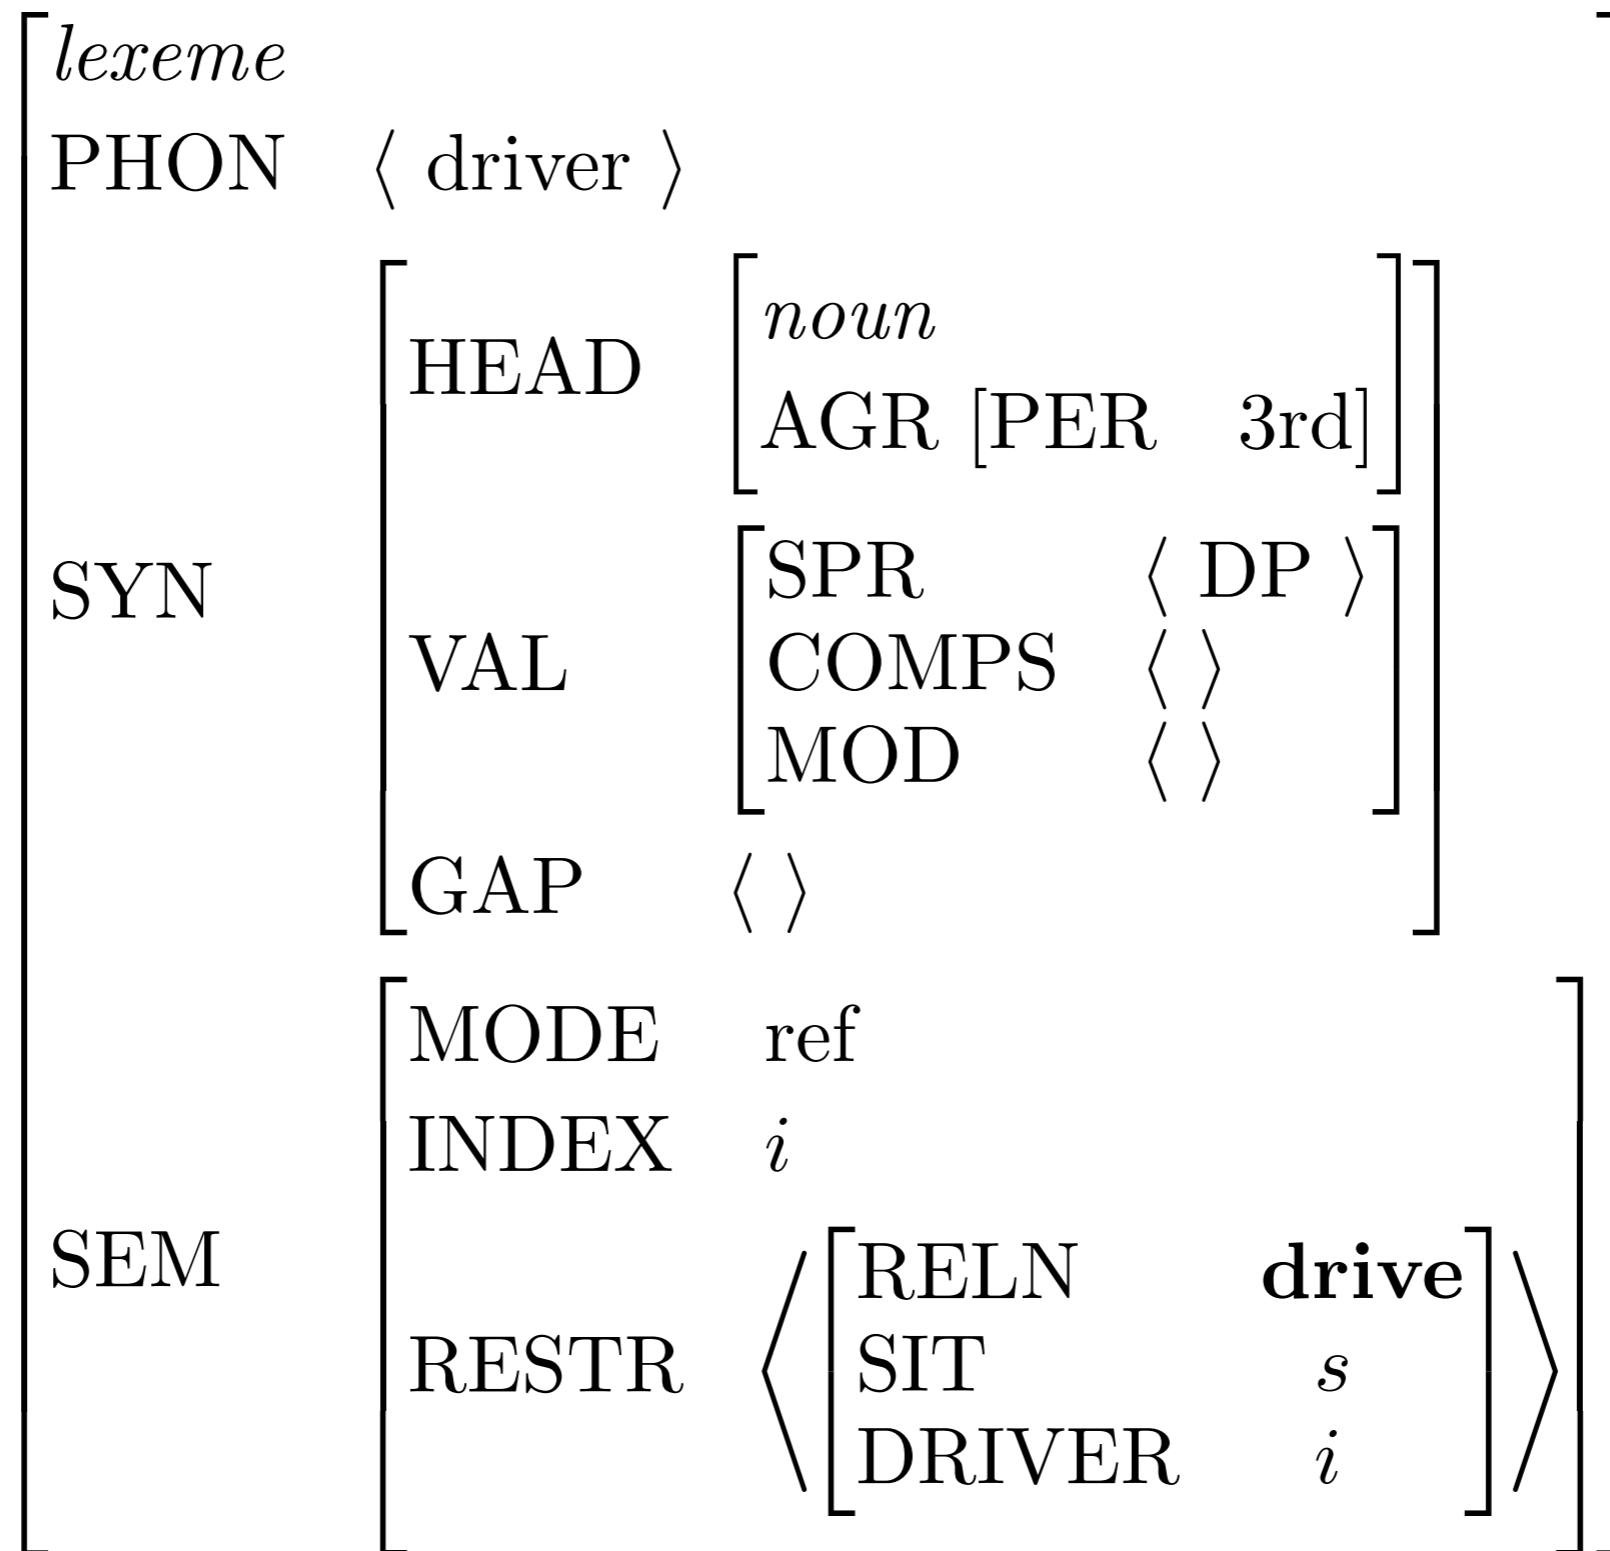 lexeme
PHON ⟨ driver ⟩
SYN
HEAD
noun
AGR [PER 3rd]
VAL
SPR ⟨ DP ⟩
COMPS ⟨ ⟩
MOD ⟨ ⟩
GAP ⟨ ⟩
SEM
MODE ref
INDEX i
RESTR
RELN drive
SIT s
DRIVER i